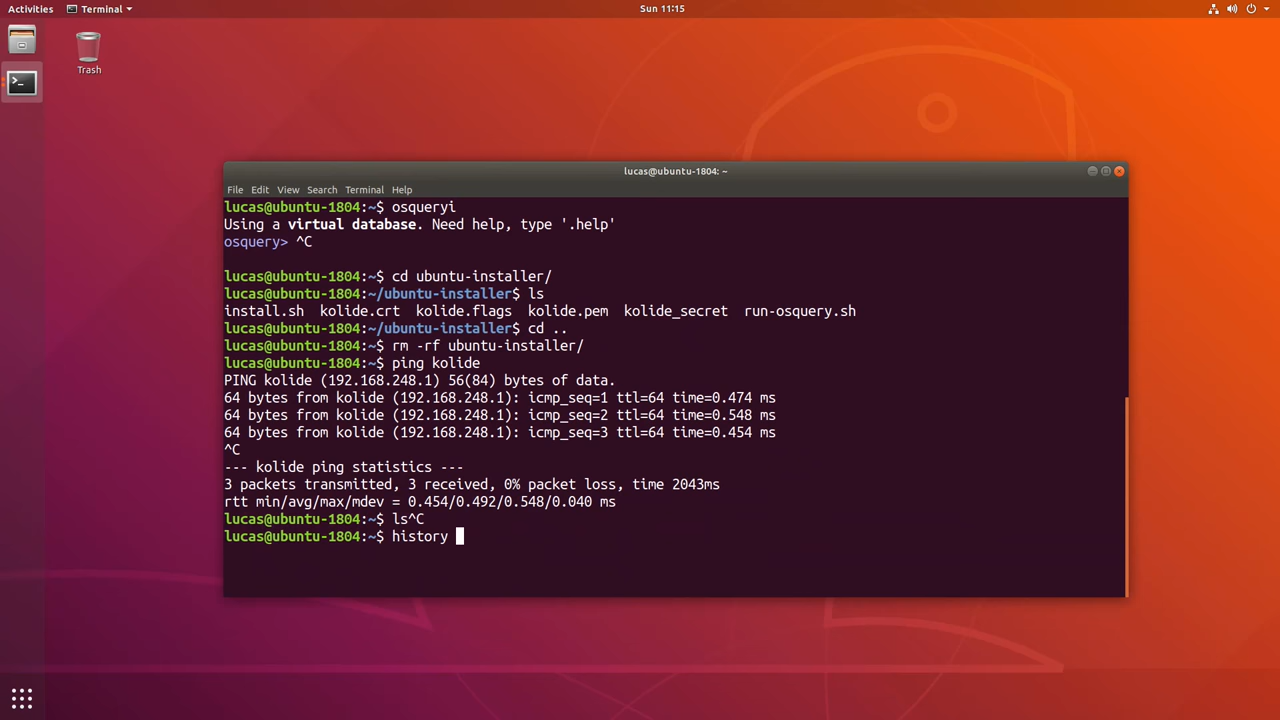 Activities Terminal Sun 11:15
Trash
lucas@ubuntu-1804: ~
File Edit View Search Terminal Help
lucas@ubuntu-1804:~$ osqueryi
Using a virtual database. Need help, type '.help'
osquery> ^C
lucas@ubuntu-1804:~$ cd ubuntu-installer/
lucas@ubuntu-1804:~/ubuntu-installer$ ls
install.sh kolide.crt kolide.flags kolide.pem kolide_secret run-osquery.sh
lucas@ubuntu-1804:~/ubuntu-installer$ cd ..
lucas@ubuntu-1804:~$ rm -rf ubuntu-installer/
lucas@ubuntu-1804:~$ ping kolide
PING kolide (192.168.248.1) 56(84) bytes of data.
64 bytes from kolide (192.168.248.1): icmp_seq=1 ttl=64 time=0.474 ms
64 bytes from kolide (192.168.248.1): icmp_seq=2 ttl=64 time=0.548 ms
64 bytes from kolide (192.168.248.1): icmp_seq=3 ttl=64 time=0.454 ms
^C
--- kolide ping statistics ---
3 packets transmitted, 3 received, 0% packet loss, time 2043ms
rtt min/avg/max/mdev = 0.454/0.492/0.548/0.040 ms
lucas@ubuntu-1804:~$ ls^C
lucas@ubuntu-1804:~$ history